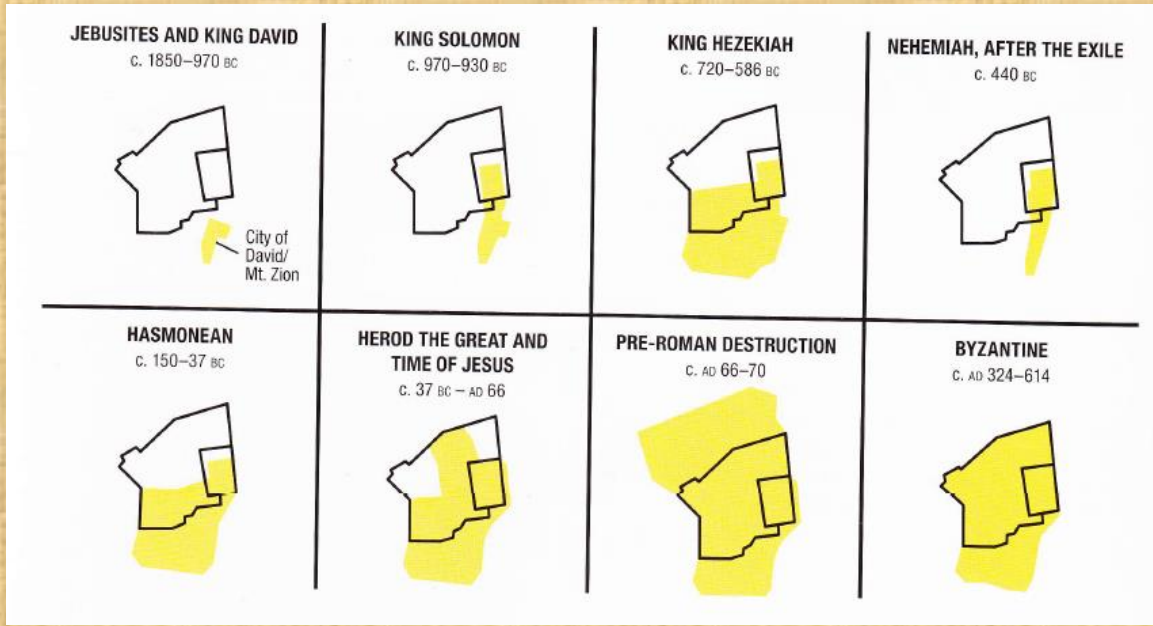 JEBUSITES AND KING DAVID
c. 1850–970 BC
City of
David/
Mt. Zion
KING SOLOMON
c. 970–930 BC
KING HEZEKIAH
c. 720–586 BC
NEHEMIAH, AFTER THE EXILE
c. 440 BC
HASMONEAN
c. 150–37 BC
HEROD THE GREAT AND
TIME OF JESUS
c. 37 BC – AD 66
PRE-ROMAN DESTRUCTION
c. AD 66–70
BYZANTINE
c. AD 324–614